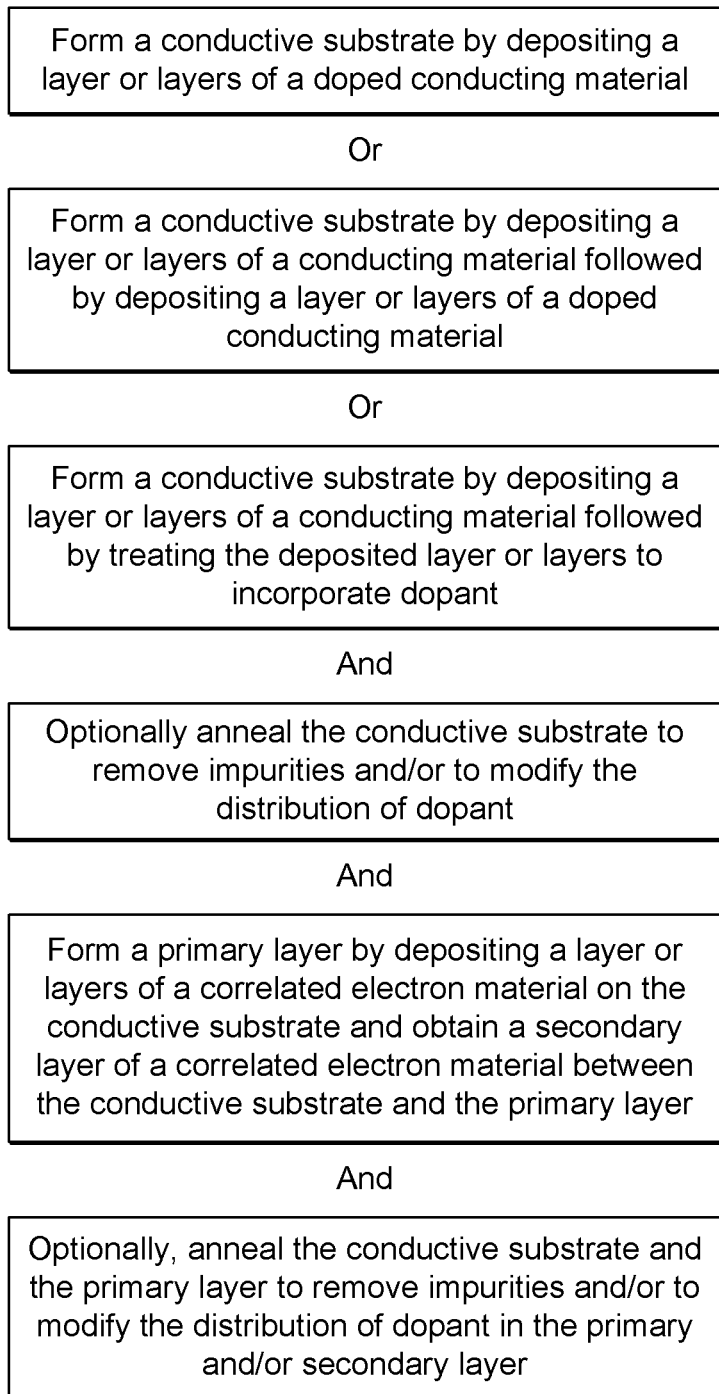 Form a conductive substrate by depositing a
layer or layers of a doped conducting material
Or
Form a conductive substrate by depositing a
layer or layers of a conducting material followed
by depositing a layer or layers of a doped
conducting material
Or
Form a conductive substrate by depositing a
layer or layers of a conducting material followed
by treating the deposited layer or layers to
incorporate dopant
And
Optionally anneal the conductive substrate to
remove impurities and/or to modify the
distribution of dopant
And
Form a primary layer by depositing a layer or
layers of a correlated electron material on the
conductive substrate and obtain a secondary
layer of a correlated electron material between
the conductive substrate and the primary layer
And
Optionally, anneal the conductive substrate and
the primary layer to remove impurities and/or to
modify the distribution of dopant in the primary
and/or secondary layer